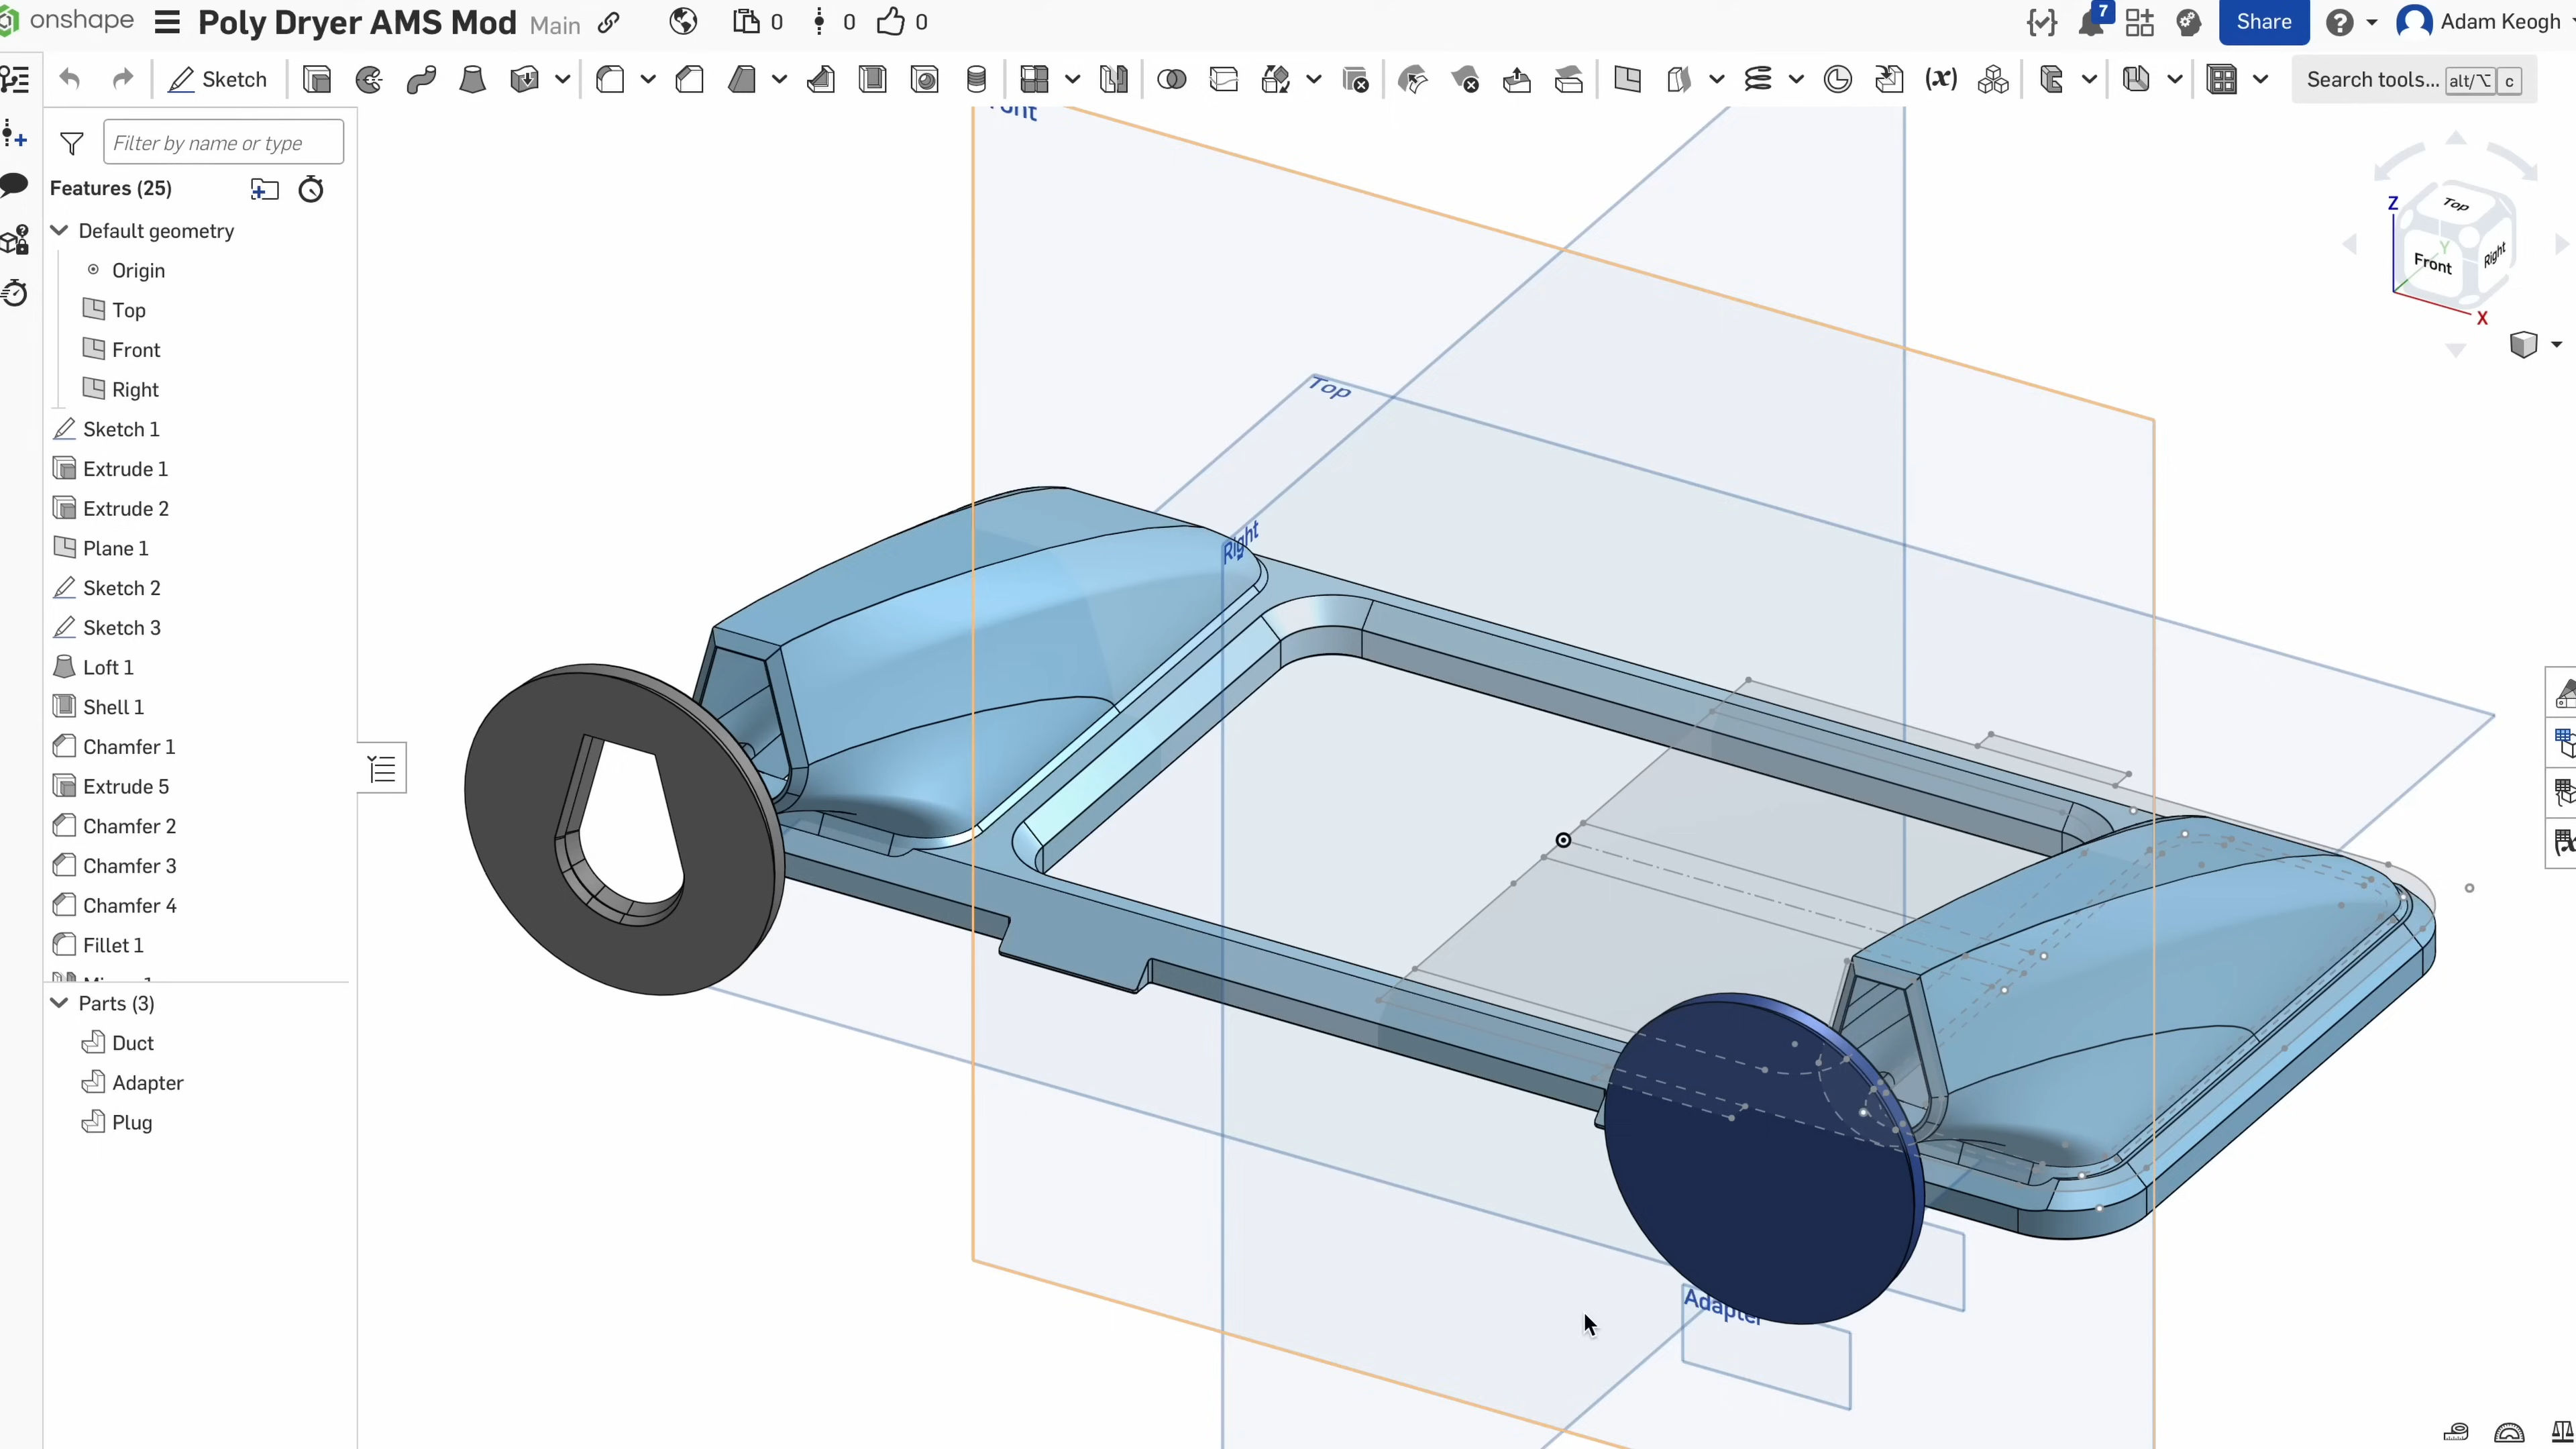 onshape Poly Dryer AMS Mod Main 0 0 0 7 Share Adam Keogh
Sketch (x) Search tools... alt/⌥ c
Filter by name or type
Features (25)
Default geometry
Origin
Top
Front
Right
Sketch 1
Extrude 1
Extrude 2
Plane 1
Sketch 2
Sketch 3
Loft 1
Shell 1
Chamfer 1
Extrude 5
Chamfer 2
Chamfer 3
Chamfer 4
Fillet 1
Parts (3)
Duct
Adapter
Plug
Top
Right
Adapter
Z
Top
Y
Front
Right
X